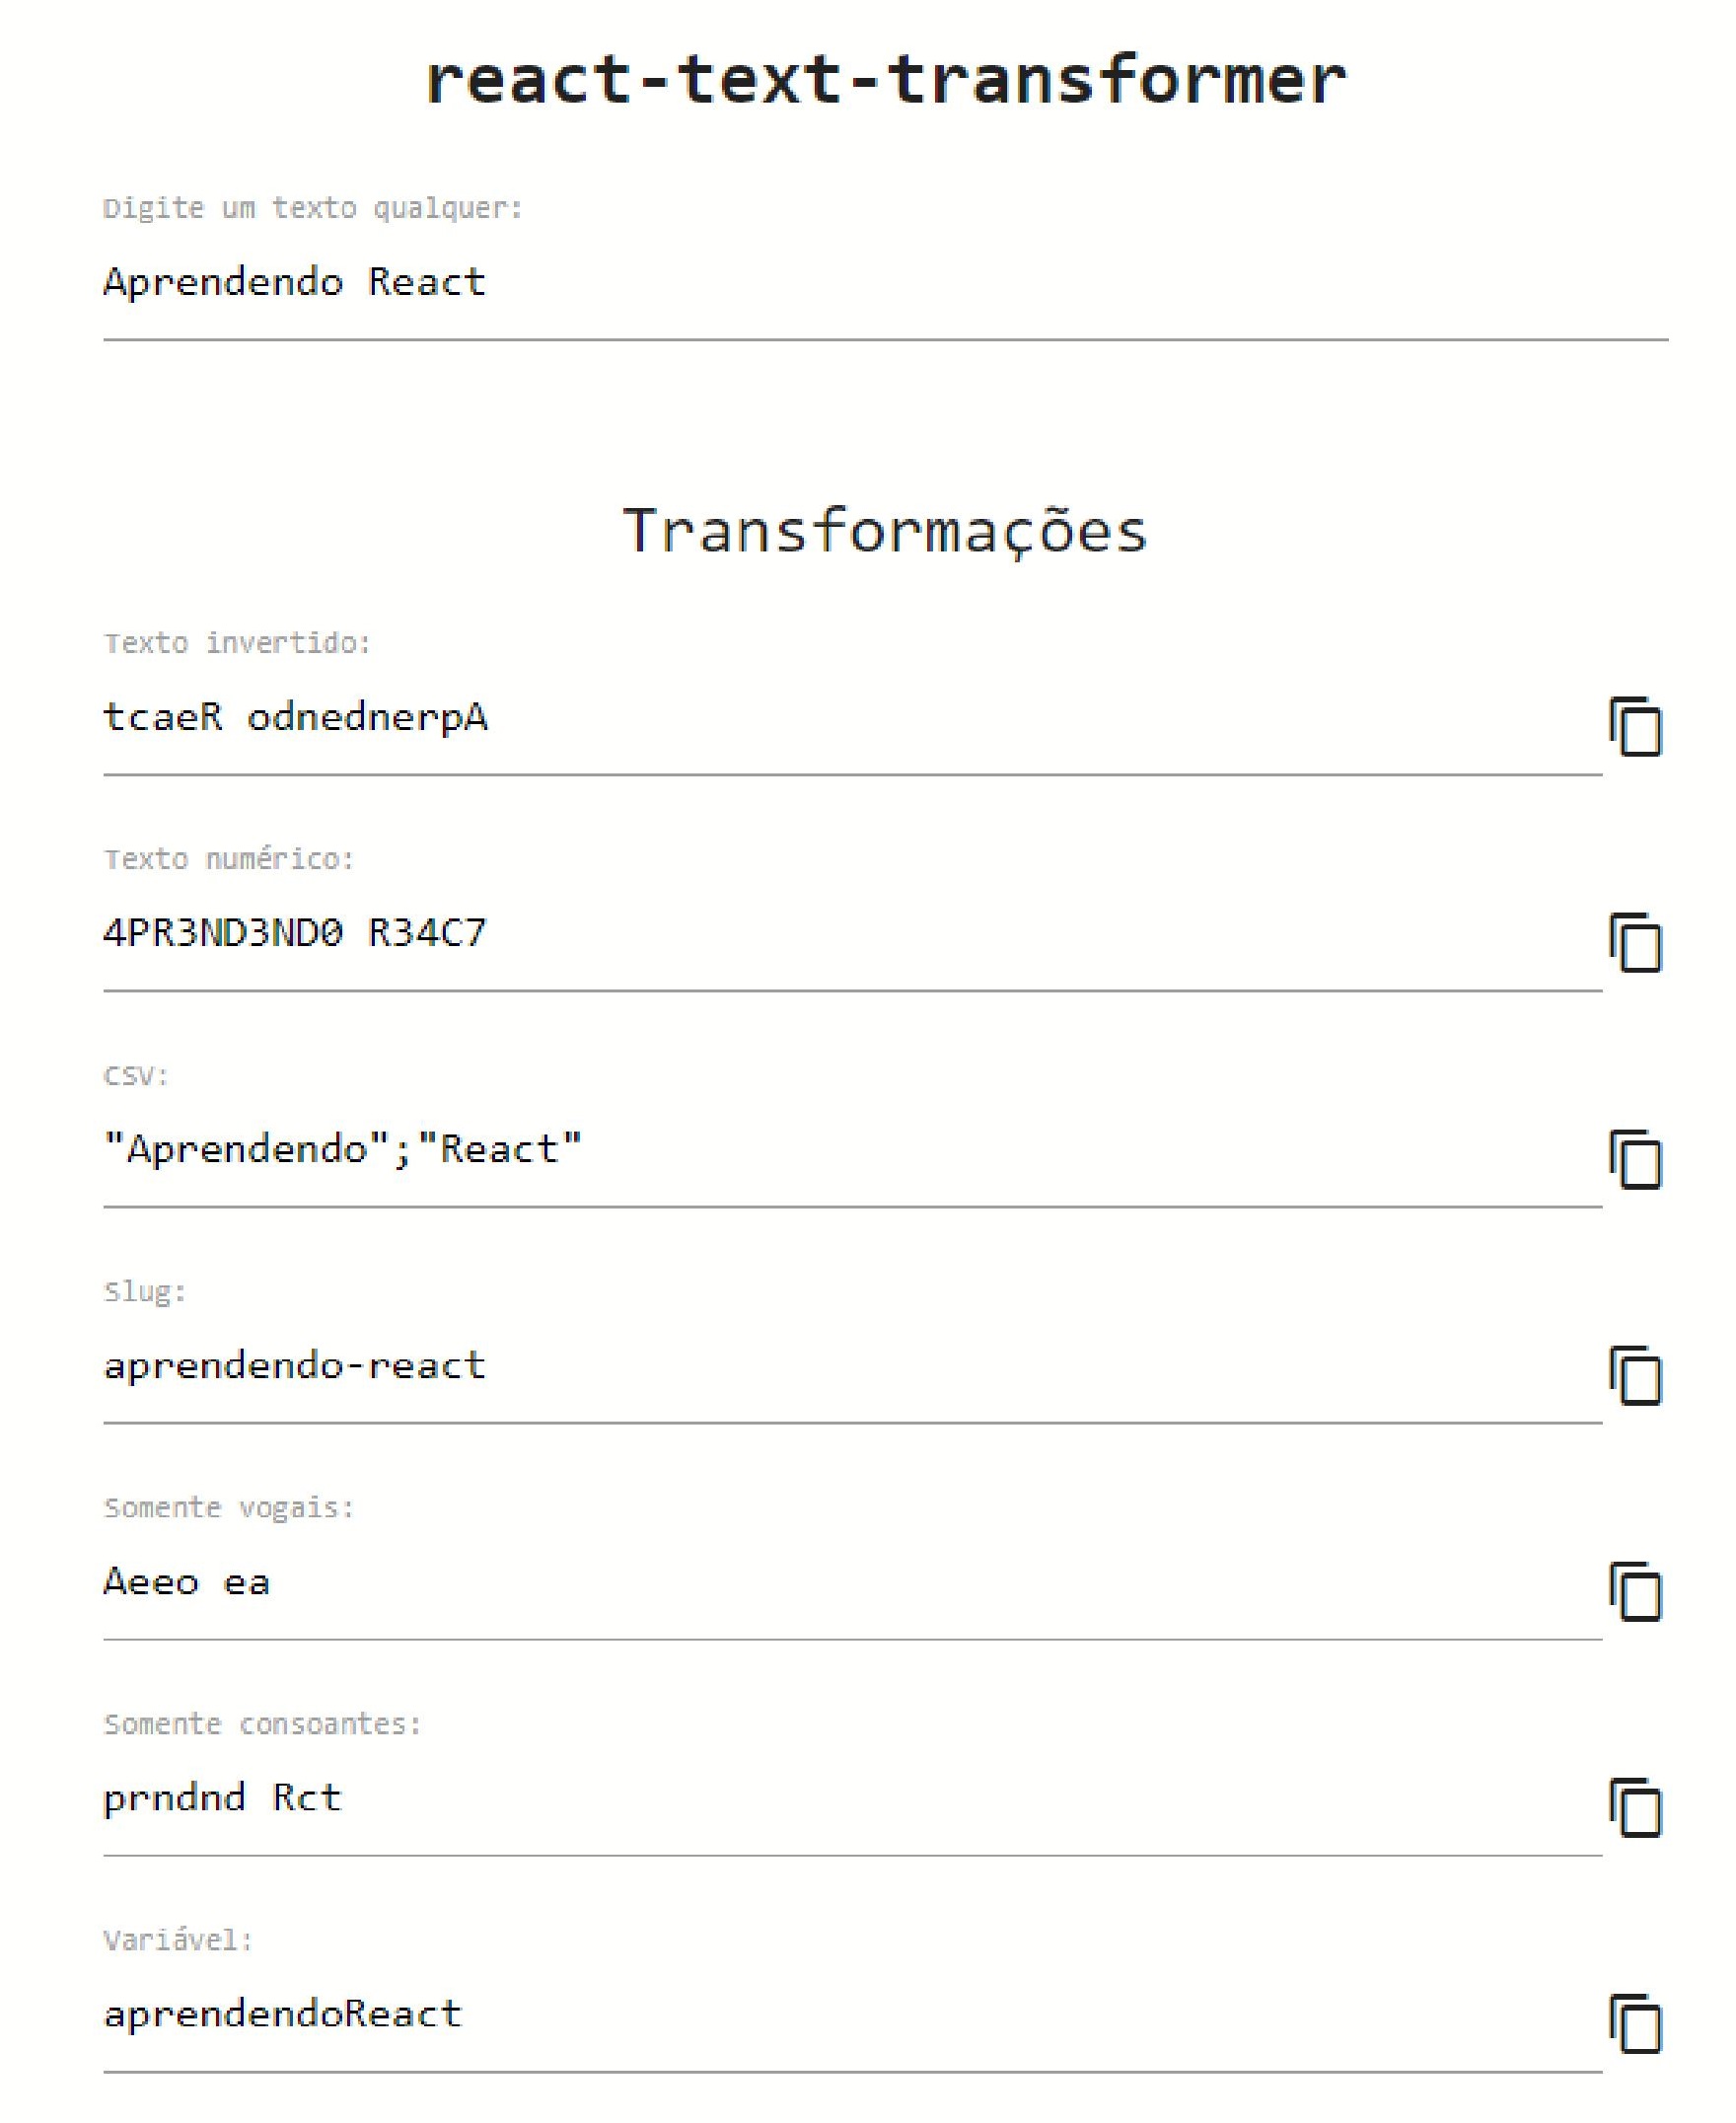 react-text-transformer
Digite um texto qualquer:
Aprendendo React
Transformações
Texto invertido:
tcaeR odnednerpA
Texto numérico:
4PR3ND3ND0 R34C7
CSV:
"Aprendendo";"React"
Slug:
aprendendo-react
Somente vogais:
Aeeo ea
Somente consoantes:
prndnd Rct
Variável:
aprendendoReact